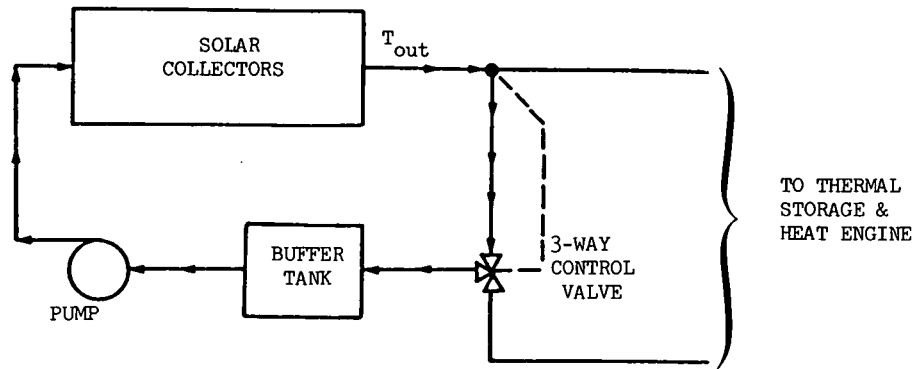 SOLAR
COLLECTORS
T_out
TO THERMAL
STORAGE &
HEAT ENGINE
3-WAY
CONTROL
VALVE
BUFFER
TANK
PUMP